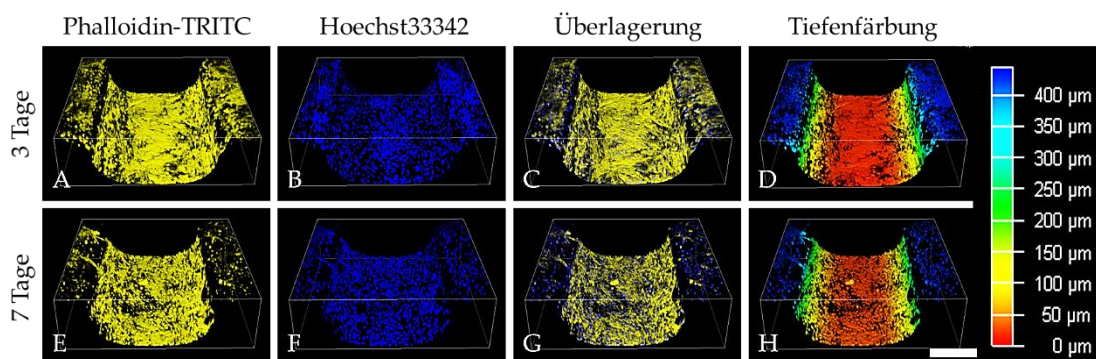 Phalloidin-TRITC Hoechst33342 Überlagerung Tiefenfärbung
3 Tage
A B C D
7 Tage
E F G H
400 µm
350 µm
300 µm
250 µm
200 µm
150 µm
100 µm
50 µm
0 µm